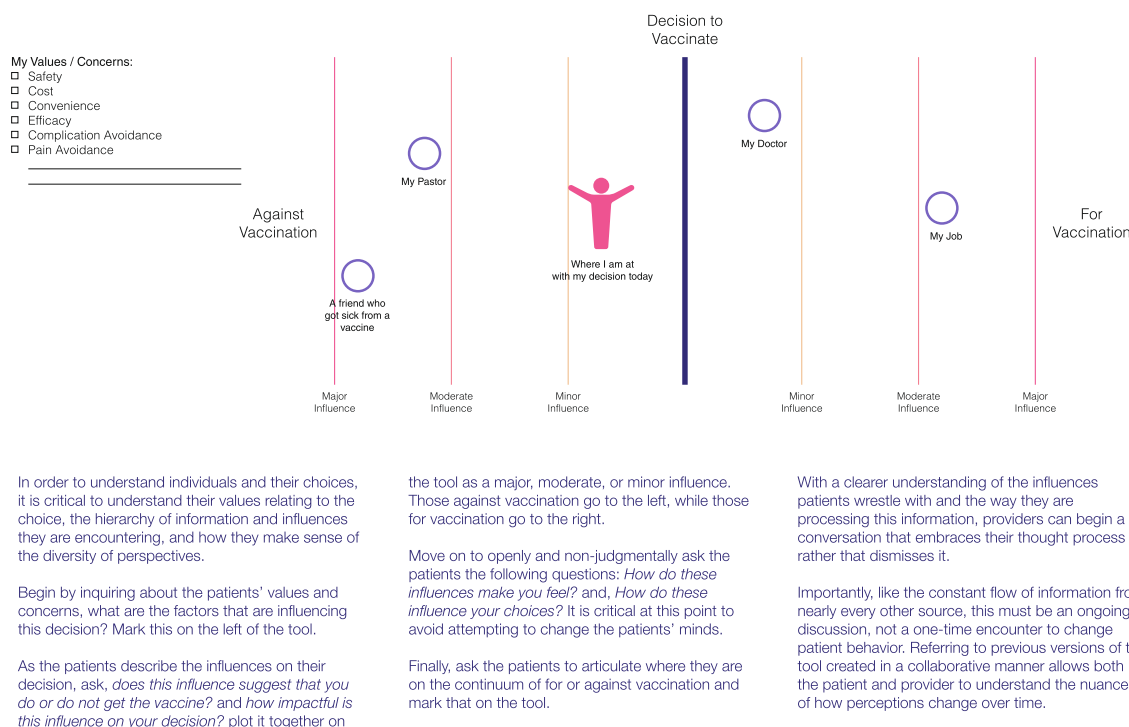 Decision to
Vaccinate
My Values / Concerns:
Safety
Cost
Convenience
Efficacy
Complication Avoidance
Pain Avoidance
My Doctor
My Pastor
Against
Vaccination
For
Vaccination
My Job
Where I am at
with my decision today
A friend who
got sick from a
vaccine
Major
Influence
Moderate
Influence
Minor
Influence
Minor
Influence
Moderate
Influence
Major
Influence
In order to understand individuals and their choices,
it is critical to understand their values relating to the
choice, the hierarchy of information and influences
they are encountering, and how they make sense of
the diversity of perspectives.
Begin by inquiring about the patients’ values and
concerns, what are the factors that are influencing
this decision? Mark this on the left of the tool.
As the patients describe the influences on their
decision, ask, does this influence suggest that you
do or do not get the vaccine? and how impactful is
this influence on your decision? plot it together on
the tool as a major, moderate, or minor influence.
Those against vaccination go to the left, while those
for vaccination go to the right.
Move on to openly and non-judgmentally ask the
patients the following questions: How do these
influences make you feel? and, How do these
influence your choices? It is critical at this point to
avoid attempting to change the patients’ minds.
Finally, ask the patients to articulate where they are
on the continuum of for or against vaccination and
mark that on the tool.
With a clearer understanding of the influences
patients wrestle with and the way they are
processing this information, providers can begin a
conversation that embraces their thought process
rather that dismisses it.
Importantly, like the constant flow of information
nearly every other source, this must be an ongoing
discussion, not a one-time encounter to change
patient behavior. Referring to previous versions of
tool created in a collaborative manner allows both
the patient and provider to understand the
of how perceptions change over time.